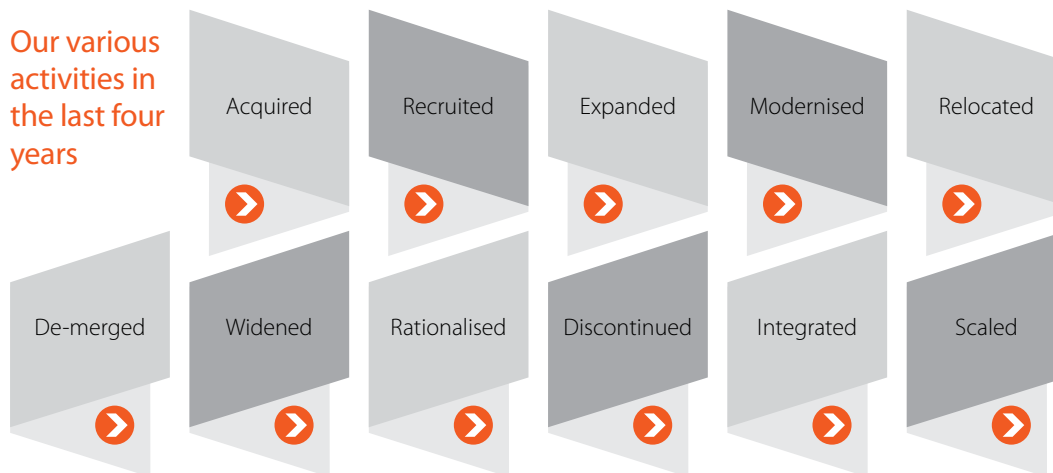 Our various
activities in
the last four
years
Acquired
Recruited
Expanded
Modernised
Relocated
De-merged
Widened
Rationalised
Discontinued
Integrated
Scaled